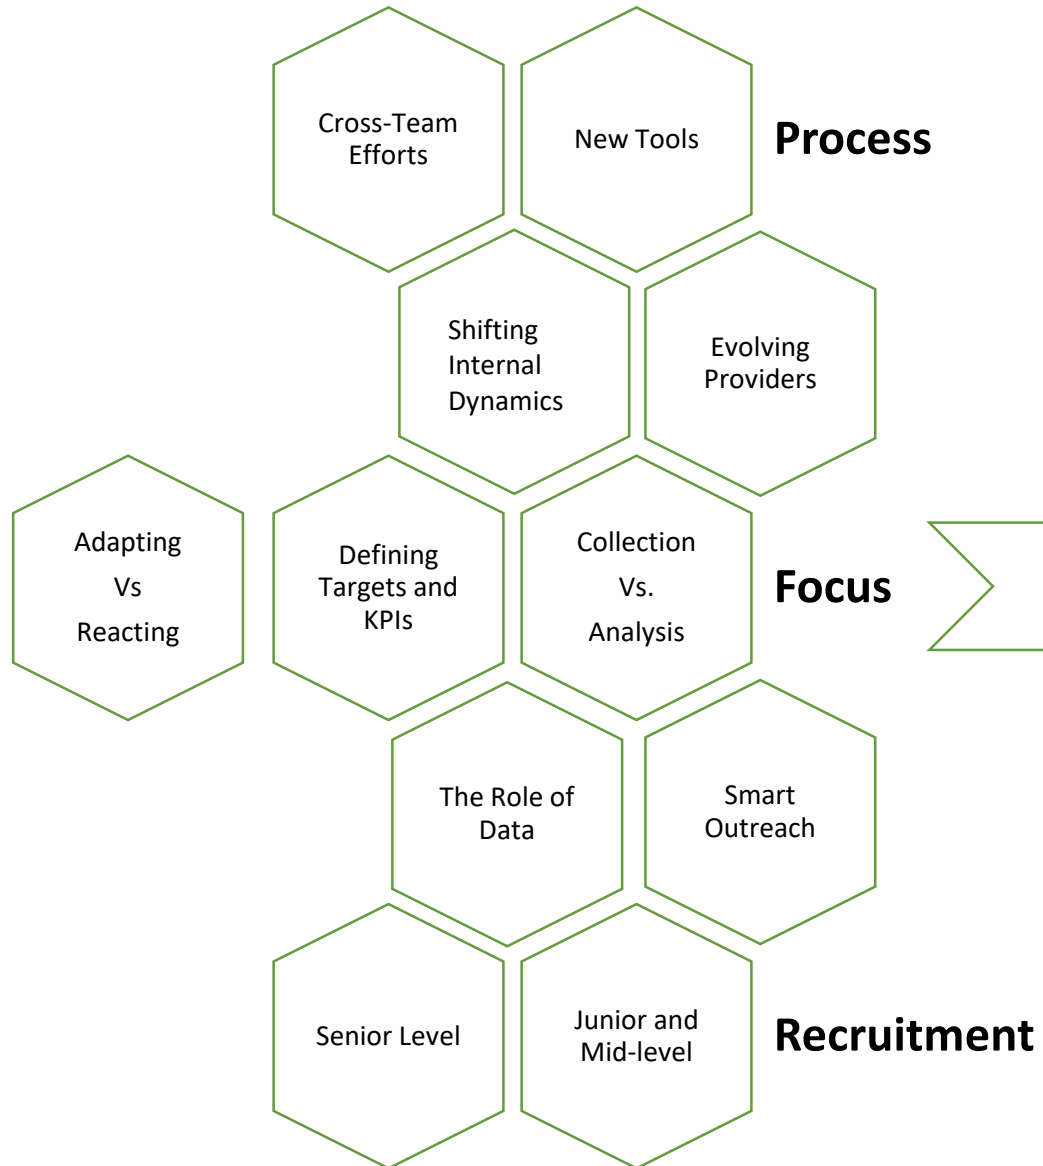 Cross-Team
Efforts
New Tools
Process
Shifting
Internal
Dynamics
Evolving
Providers
Adapting
Vs
Reacting
Defining
Targets and
KPIs
Collection
Vs.
Analysis
Focus
The Role of
Data
Smart
Outreach
Senior Level
Junior and
Mid-level
Recruitment